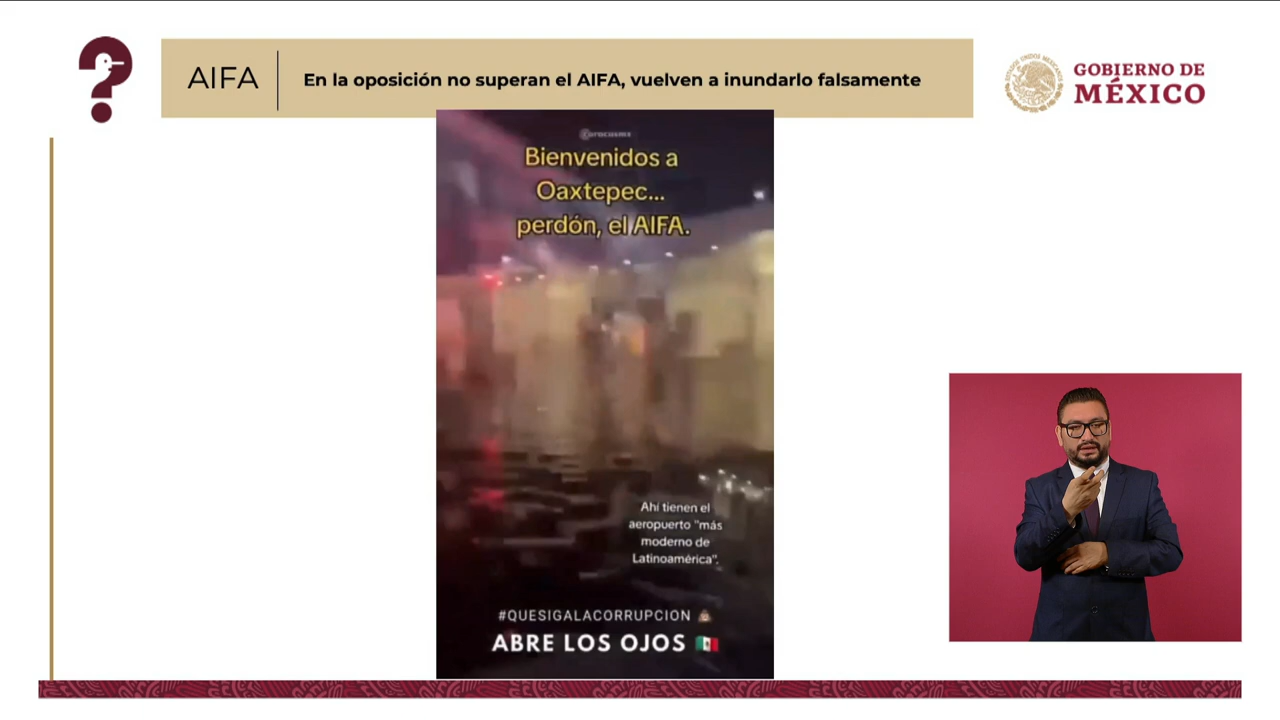 AIFA
En la oposición no superan el AIFA, vuelven a inundarlo falsamente
GOBIERNO DE
MÉXICO
Bienvenidos a
Oaxtepec...
perdón, el AIFA.
Ahí tienen el
aeropuerto "más
moderno de
Latinoamérica".
#QUESIGALACORRUPCION
ABRE LOS OJOS